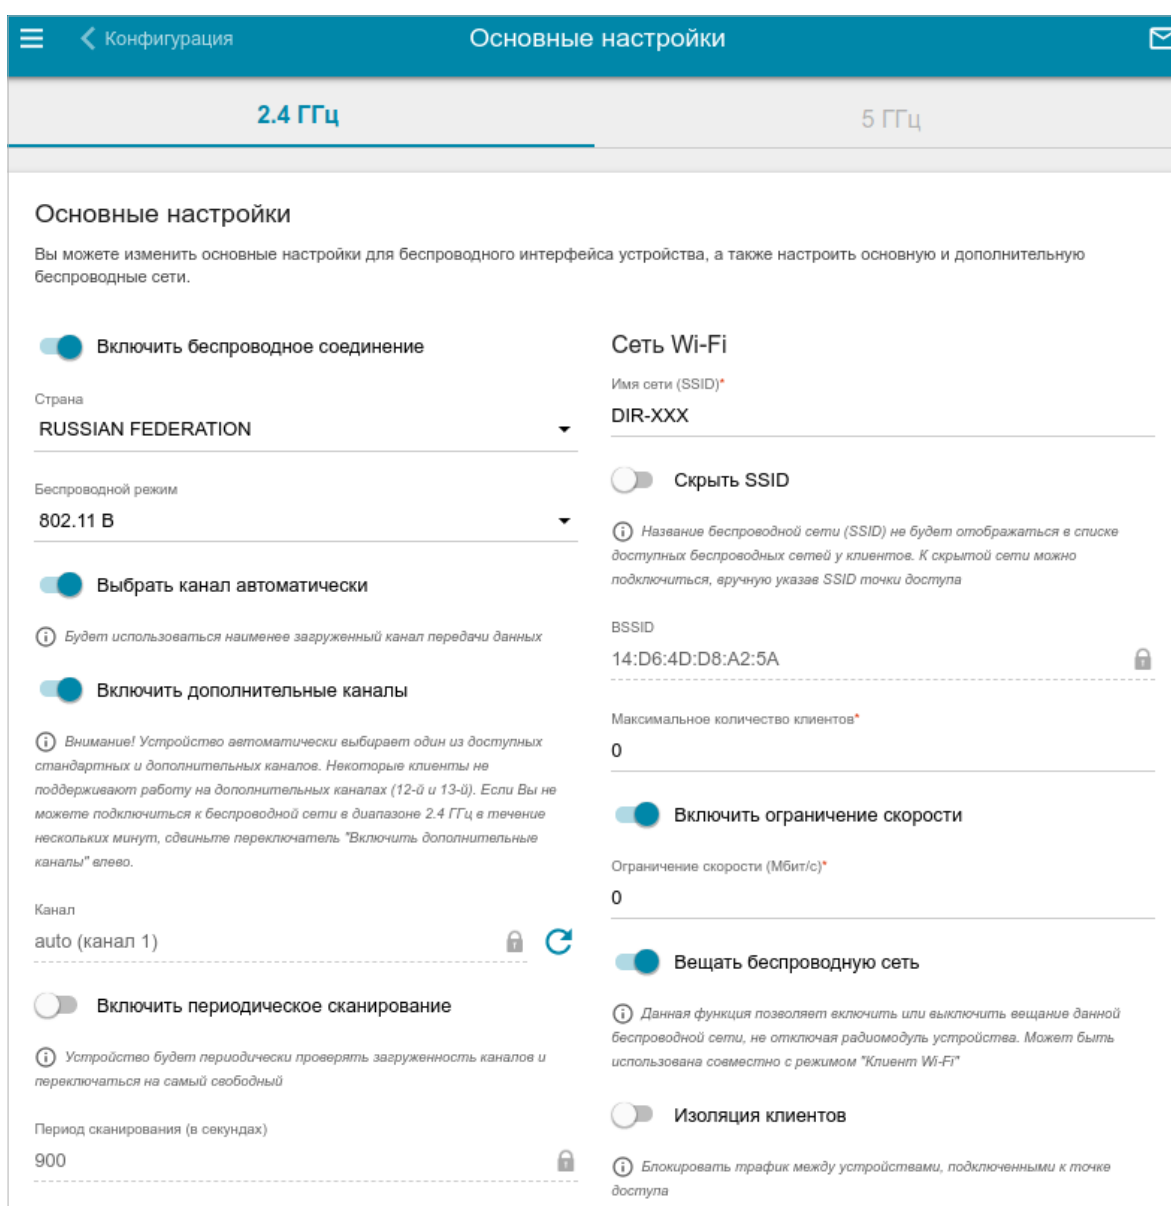 Конфигурация
Основные настройки
2.4 ГГц
5 ГГц
Основные настройки
Вы можете изменить основные настройки для беспроводного интерфейса устройства, а также настроить основную и дополнительную
беспроводные сети.
Включить беспроводное соединение
Страна
RUSSIAN FEDERATION
Беспроводной режим
802.11 B
Выбрать канал автоматически
Будет использоваться наименее загруженный канал передачи данных
Включить дополнительные каналы
Внимание! Устройство автоматически выбирает один из доступных
стандартных и дополнительных каналов. Некоторые клиенты не
поддерживают работу на дополнительных каналах (12-й и 13-й). Если Вы не
можете подключиться к беспроводной сети в диапазоне 2.4 ГГц в течение
нескольких минут, сдвиньте переключатель "Включить дополнительные
каналы" влево.
Канал
auto (канал 1)
Включить периодическое сканирование
Устройство будет периодически проверять загруженность каналов и
переключаться на самый свободный
Период сканирования (в секундах)
900
Сеть Wi-Fi
Имя сети (SSID)*
DIR-XXX
Скрыть SSID
Название беспроводной сети (SSID) не будет отображаться в списке
доступных беспроводных сетей у клиентов. К скрытой сети можно
подключиться, вручную указав SSID точки доступа
BSSID
14:D6:4D:D8:A2:5A
Максимальное количество клиентов*
0
Включить ограничение скорости
Ограничение скорости (Мбит/с)*
0
Вещать беспроводную сеть
Данная функция позволяет включить или выключить вещание данной
беспроводной сети, не отключая радиомодуль устройства. Может быть
использована совместно с режимом "Клиент Wi-Fi"
Изоляция клиентов
Блокировать трафик между устройствами, подключенными к точке
доступа